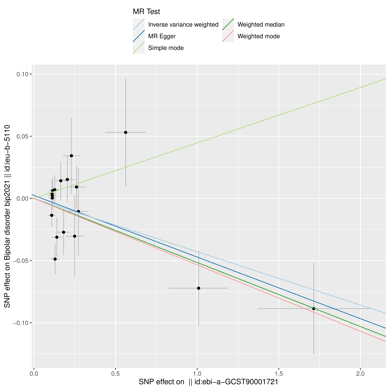 MR Test
Inverse variance weighted
Weighted median
MR Egger
Weighted mode
Simple mode
0.10
0.05
0.00
−0.05
−0.10
SNP effect on Bipolar disorder bip2021 || id:ieu−b−5110
0.0
0.5
1.0
1.5
2.0
SNP effect on || id:ebi−a−GCST90001721